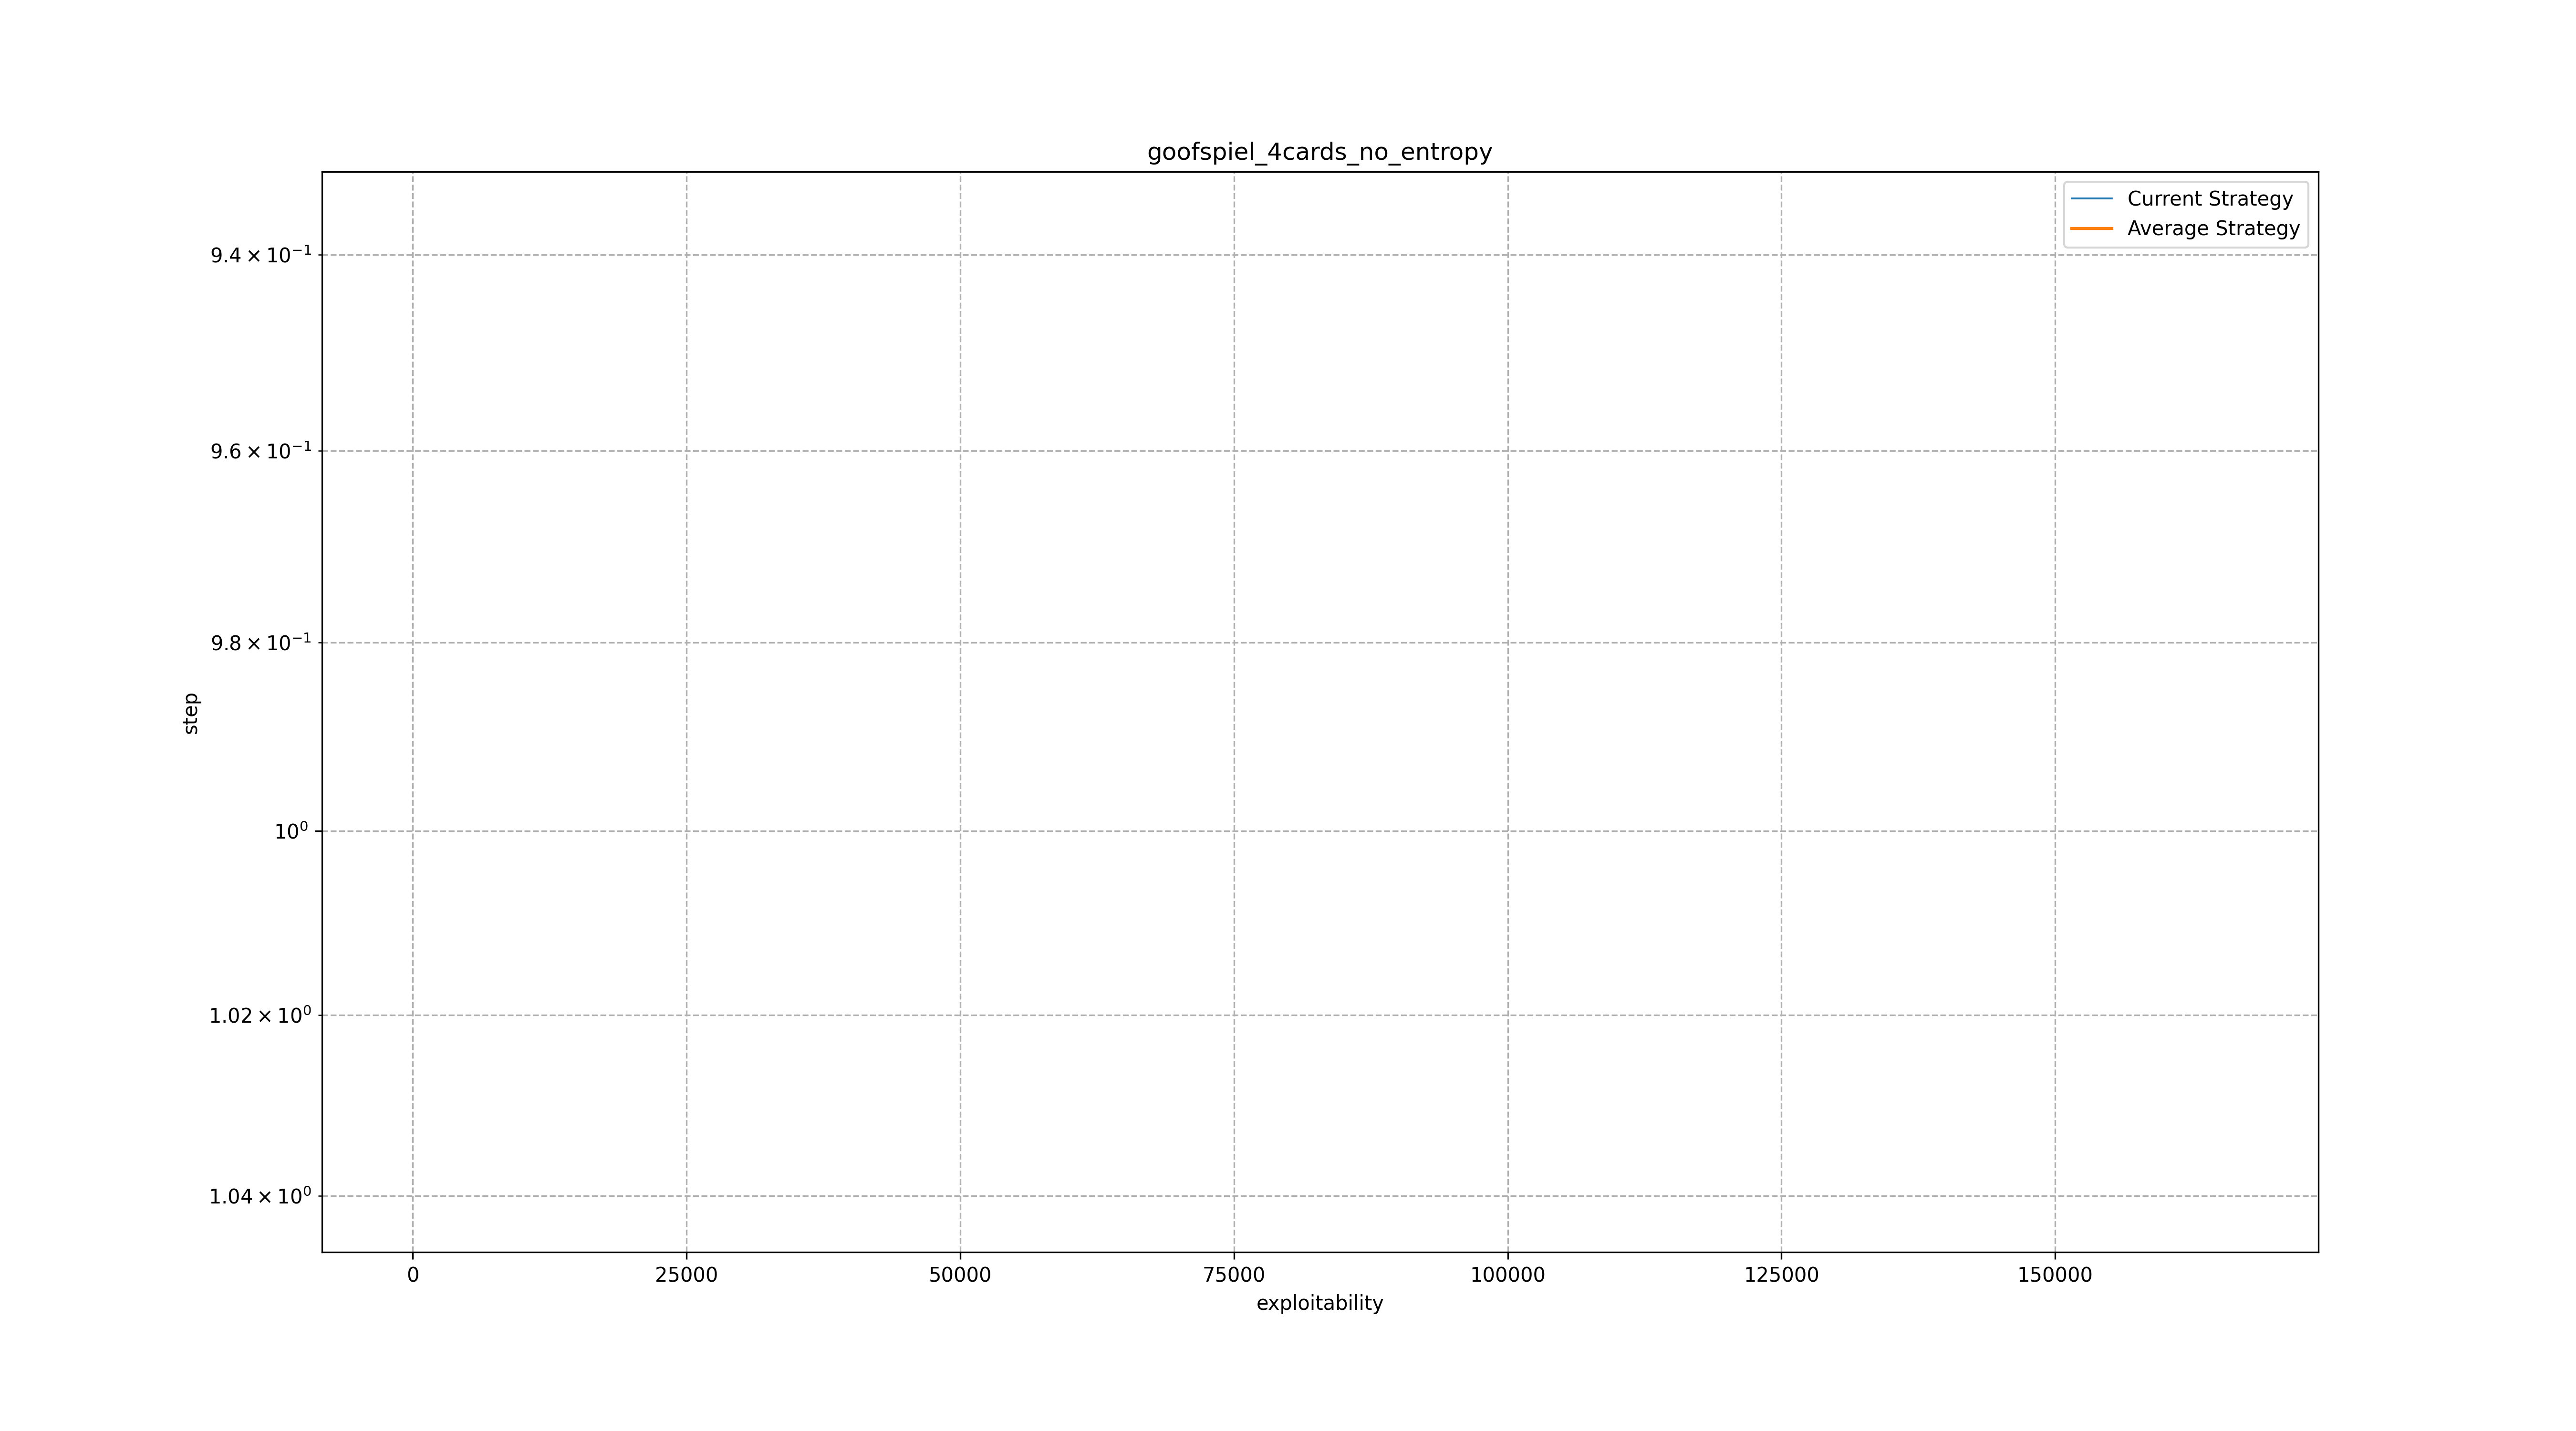 goofspiel_4cards_no_entropy
Current Strategy
Average Strategy
9.4 × 10⁻¹
9.6 × 10⁻¹
9.8 × 10⁻¹
10⁰
1.02 × 10⁰
1.04 × 10⁰
step
0 25000 50000 75000 100000 125000 150000
exploitability